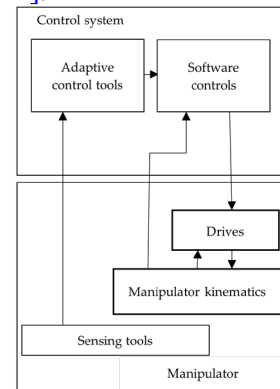 Control system
Adaptive
control tools
Software
controls
Drives
Manipulator kinematics
Sensing tools
Manipulator